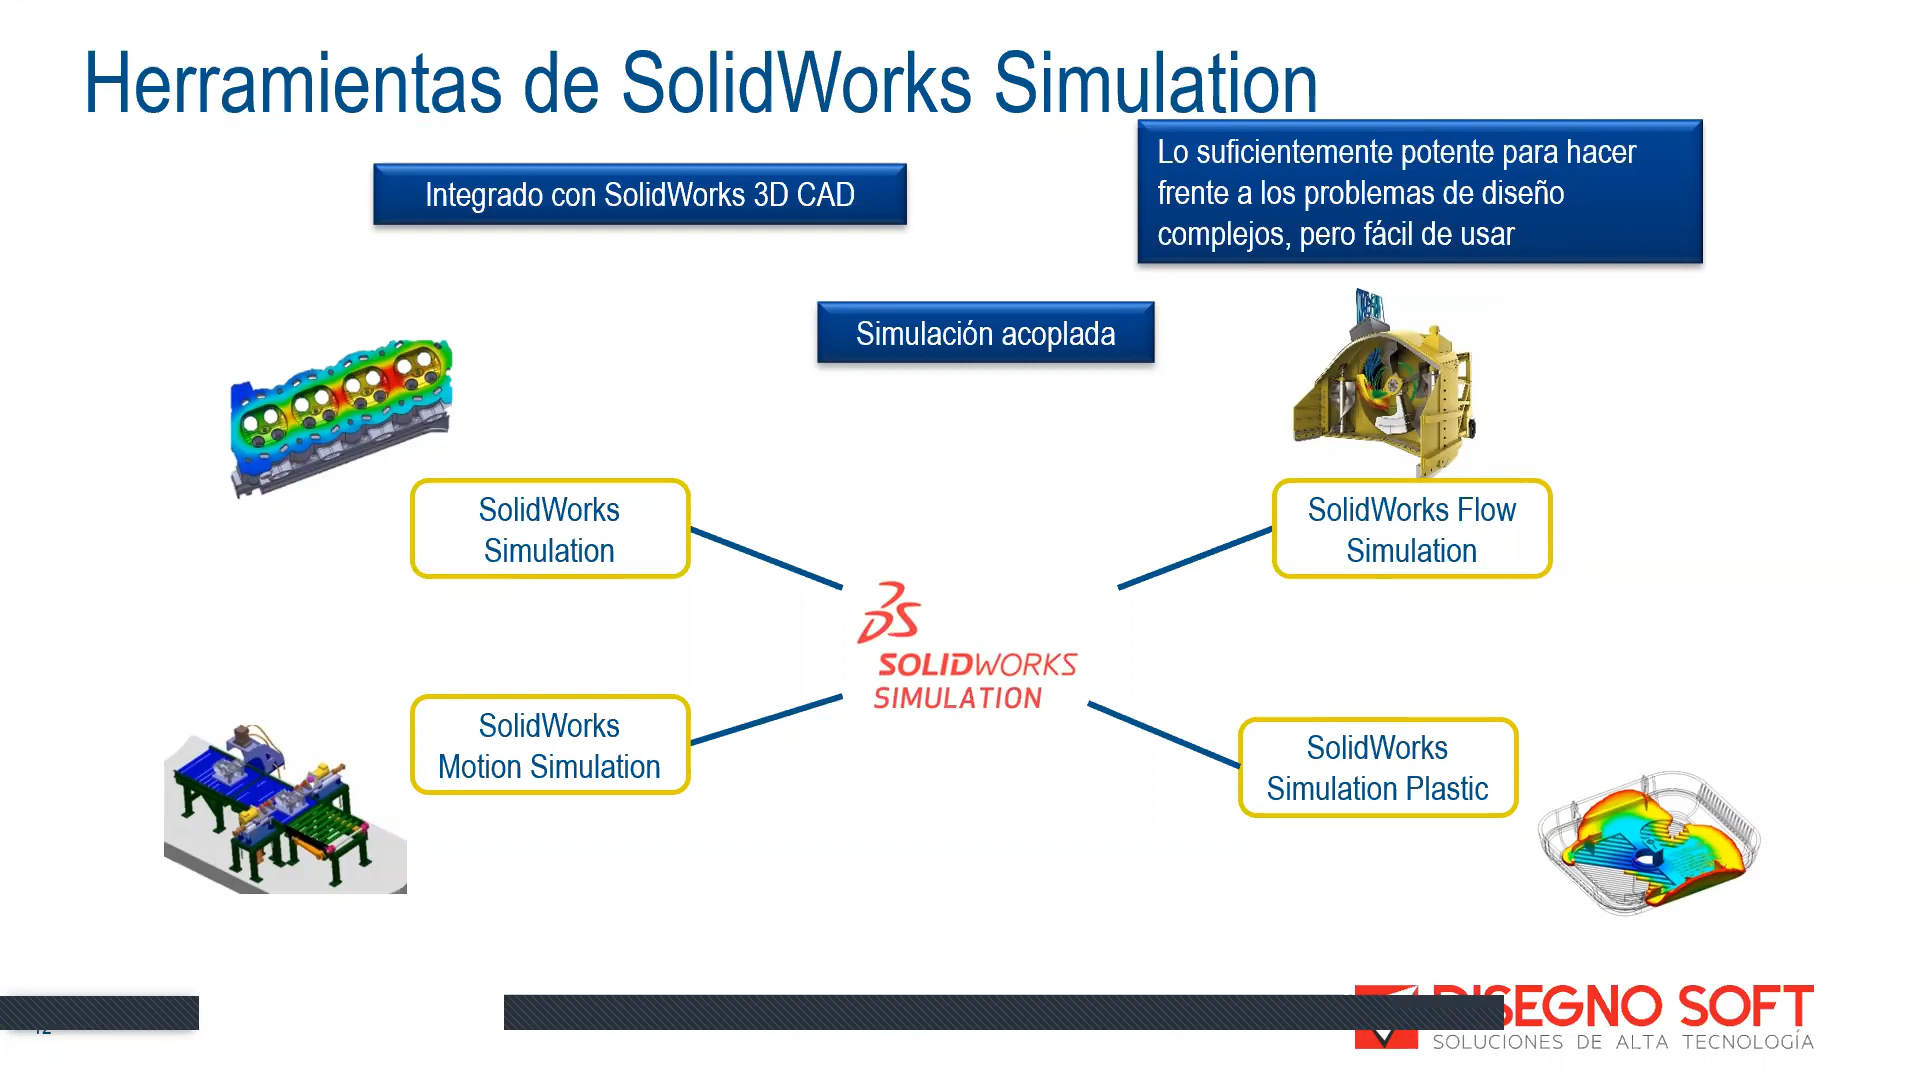 Herramientas de SolidWorks Simulation
Integrado con SolidWorks 3D CAD
Lo suficientemente potente para hacer
frente a los problemas de diseño
complejos, pero fácil de usar
Simulación acoplada
SolidWorks
Simulation
SolidWorks Flow
Simulation
SOLIDWORKS
SIMULATION
SolidWorks
Motion Simulation
SolidWorks
Simulation Plastic
DISEGNO SOFT
SOLUCIONES DE ALTA TECNOLOGÍA